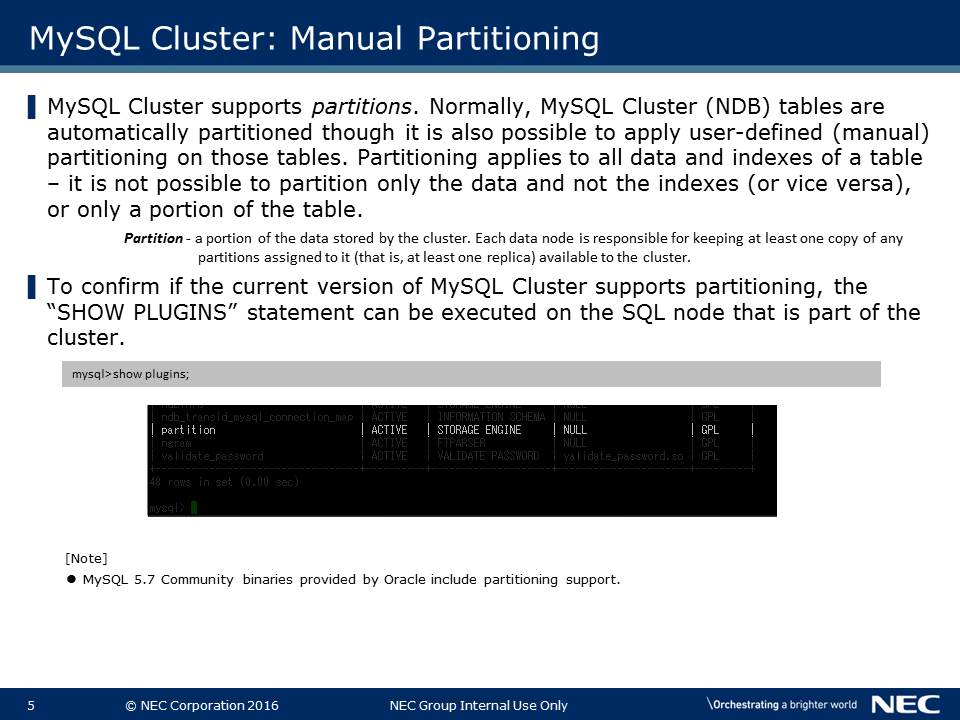 MySQL Cluster: Manual Partitioning
MySQL Cluster supports partitions. Normally, MySQL Cluster (NDB) tables are
automatically partitioned though it is also possible to apply user-defined (manual)
partitioning on those tables. Partitioning applies to all data and indexes of a table
– it is not possible to partition only the data and not the indexes (or vice versa),
or only a portion of the table.
Partition - a portion of the data stored by the cluster. Each data node is responsible for keeping at least one copy of any
partitions assigned to it (that is, at least one replica) available to the cluster.
To confirm if the current version of MySQL Cluster supports partitioning, the
“SHOW PLUGINS” statement can be executed on the SQL node that is part of the
cluster.
mysql>show plugins;
| ndb_transid_mysql_connection_map | ACTIVE | INFORMATION SCHEMA | NULL | GPL |
| partition | ACTIVE | STORAGE ENGINE | NULL | GPL |
| ngram | ACTIVE | FTPARSER | NULL | GPL |
| validate_password | ACTIVE | VALIDATE PASSWORD | validate_password.so | GPL |
48 rows in set (0.00 sec)
mysql>
[Note]
● MySQL 5.7 Community binaries provided by Oracle include partitioning support.
5 © NEC Corporation 2016 NEC Group Internal Use Only \Orchestrating a brighter world NEC